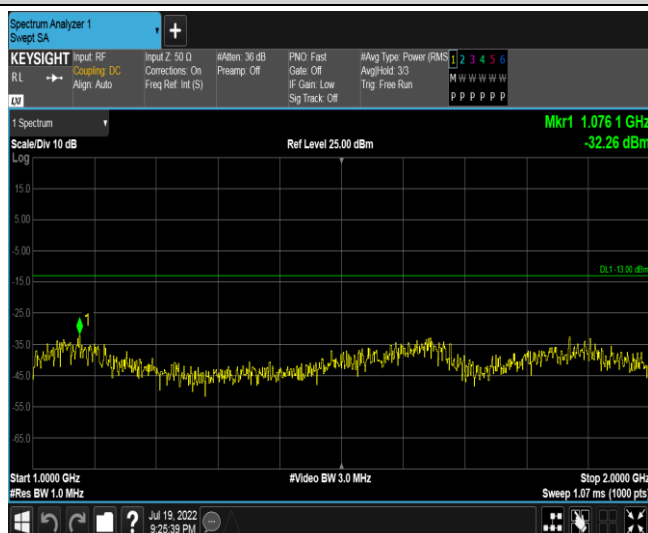 Spectrum Analyzer 1
Swept SA
KEYSIGHT
RL
LXI
Input: RF
Coupling: DC
Align: Auto
Input Z: 50 Ω
Corrections: On
Freq Ref: Int (S)
#Atten: 36 dB
Preamp: Off
PNO: Fast
Gate: Off
IF Gain: Low
Sig Track: Off
#Avg Type: Power (RMS
Avg|Hold: 3/3
Trig: Free Run
1 2 3 4 5 6
M W W W W W
P P P P P P
1 Spectrum
Mkr1 1.076 1 GHz
Scale/Div 10 dB
Ref Level 25.00 dBm
-32.26 dBm
Log
15.0
5.00
-5.00
DL1 -13.00 dBm
-15.0
-25.0
1
-35.0
-45.0
-55.0
-65.0
Start 1.0000 GHz
#Video BW 3.0 MHz
Stop 2.0000 GHz
#Res BW 1.0 MHz
Sweep 1.07 ms (1000 pts)
?
Jul 19, 2022
9:25:39 PM